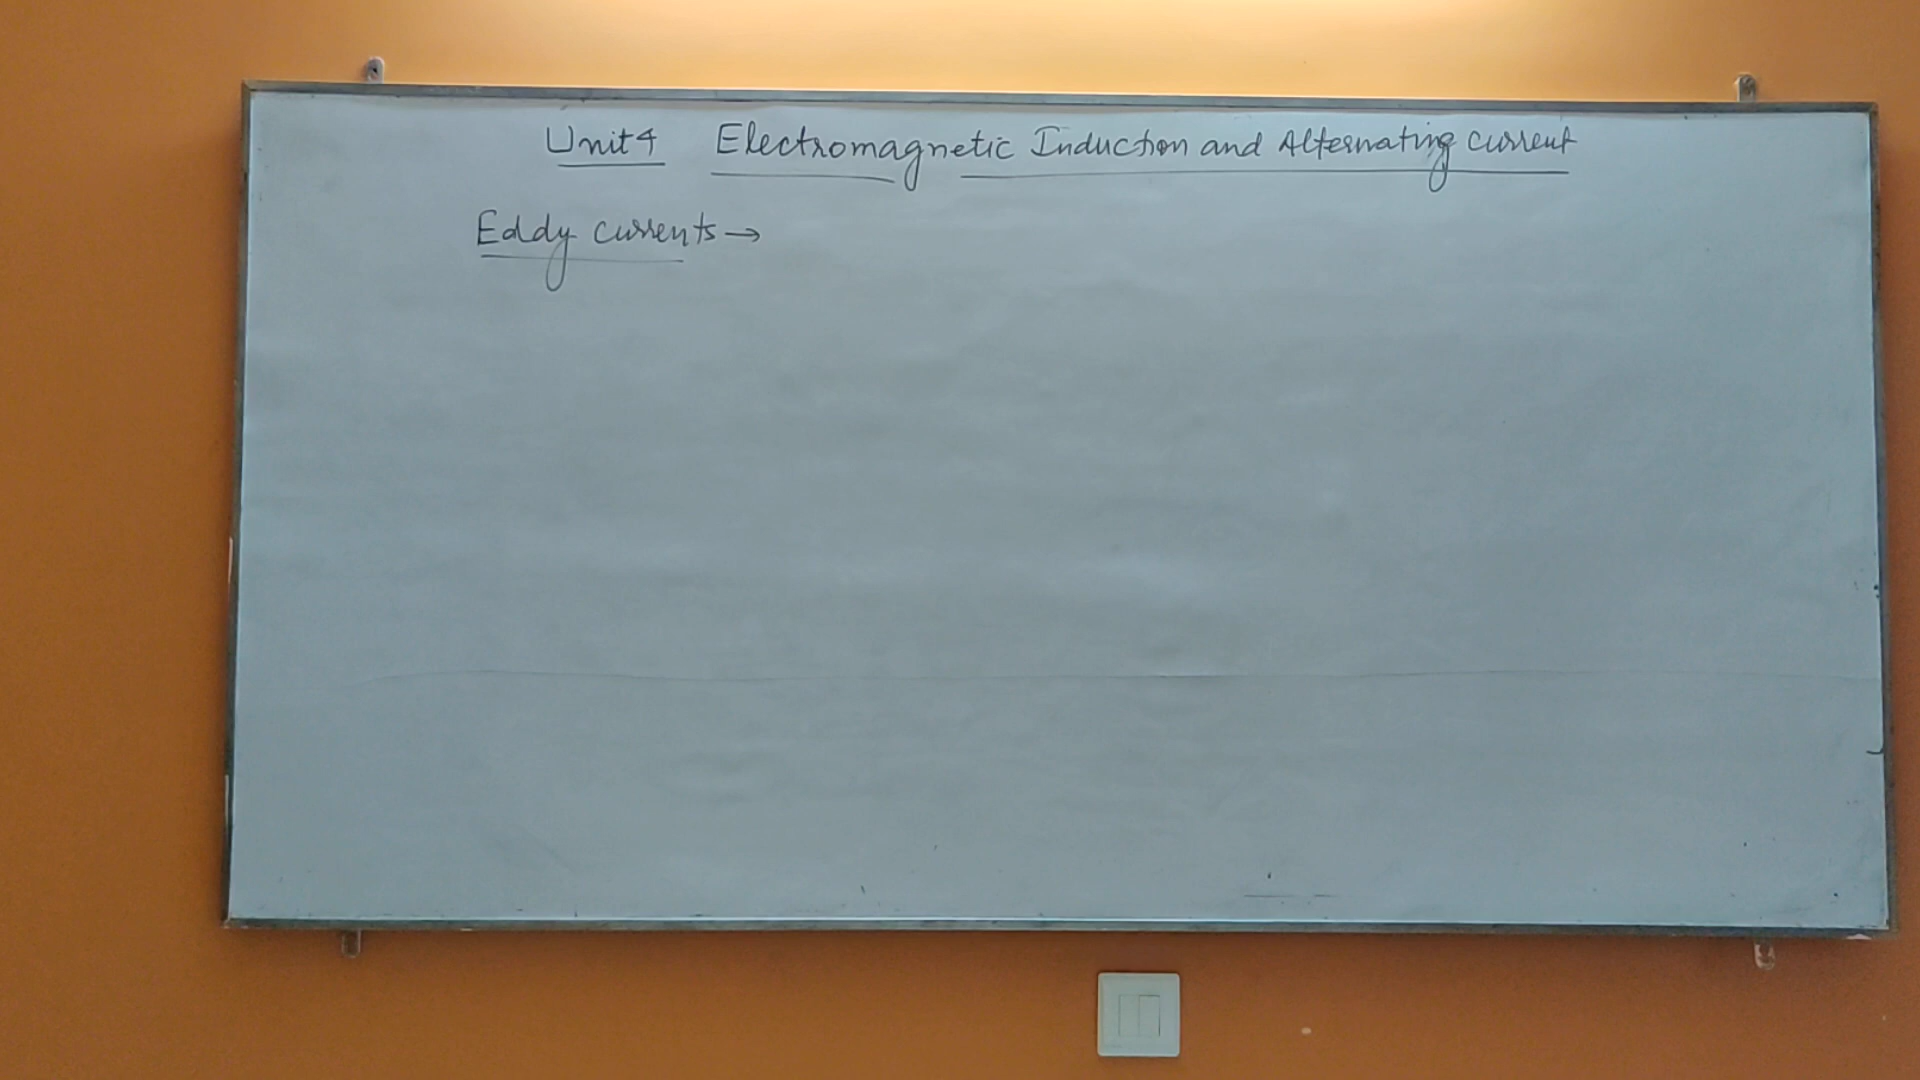 Unit 4 Electromagnetic Induction and Alternating current
Eddy currents →